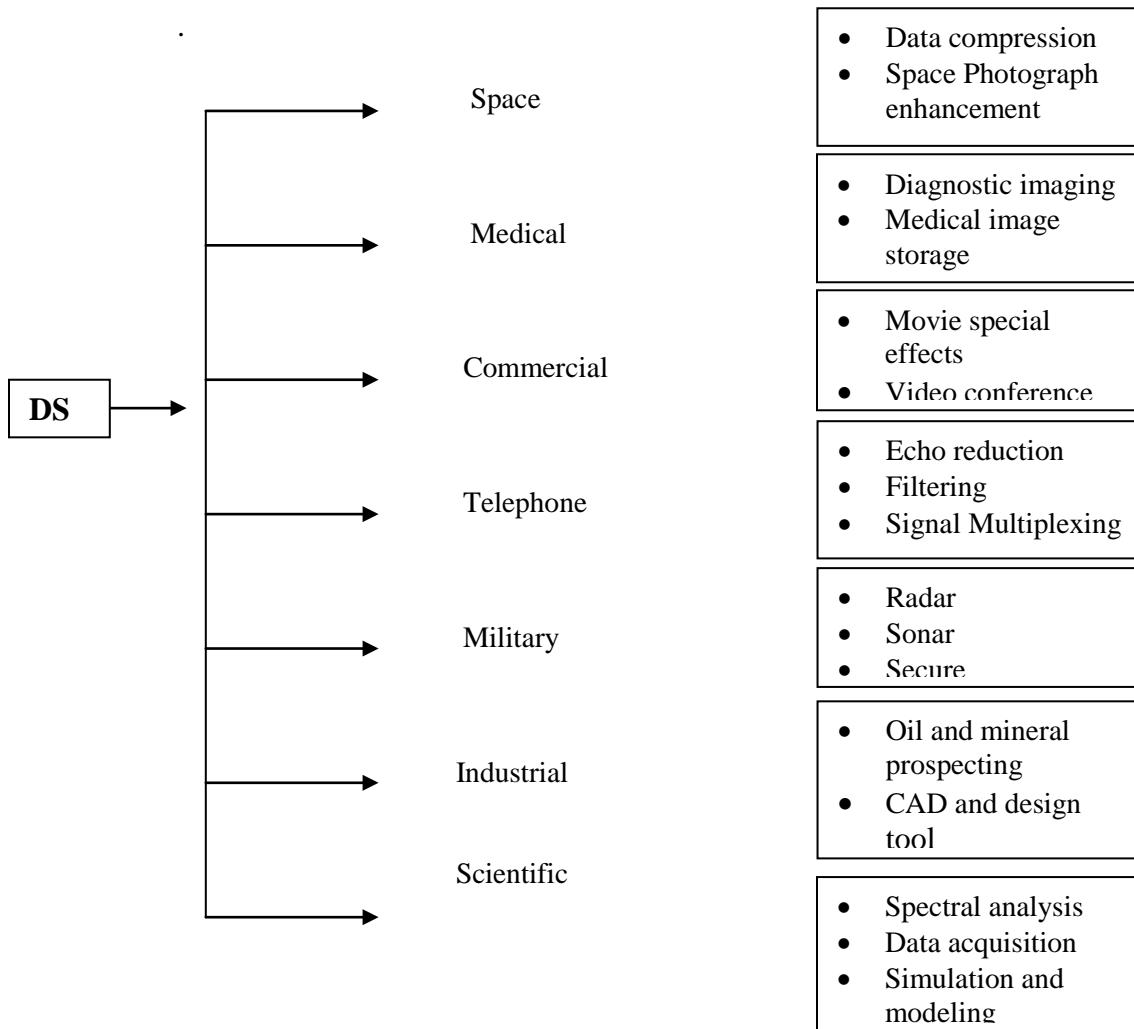 .
Space
• Data compression
• Space Photograph
enhancement
Medical
• Diagnostic imaging
• Medical image
storage
Commercial
• Movie special
effects
• Video conference
DS
Telephone
• Echo reduction
• Filtering
• Signal Multiplexing
Military
• Radar
• Sonar
• Secure
Industrial
• Oil and mineral
prospecting
• CAD and design
tool
Scientific
• Spectral analysis
• Data acquisition
• Simulation and
modeling